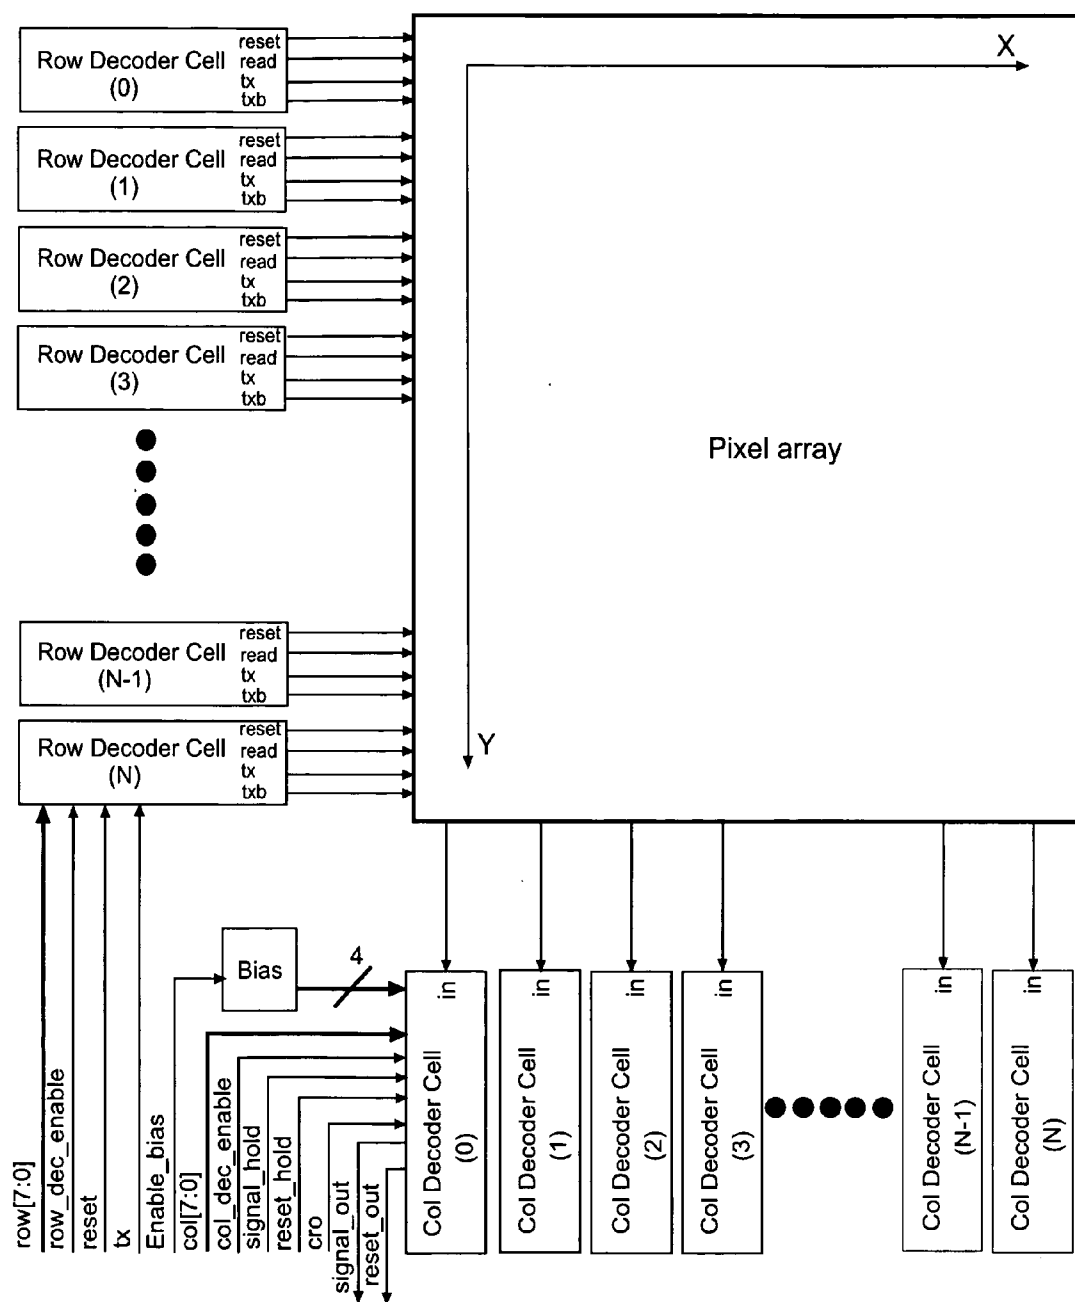 Row Decoder Cell
(0)
reset
read
tx
txb
X
Row Decoder Cell
(1)
reset
read
tx
txb
Row Decoder Cell
(2)
reset
read
tx
txb
Row Decoder Cell
(3)
reset
read
tx
txb
Pixel array
Row Decoder Cell
(N-1)
reset
read
tx
txb
Row Decoder Cell
(N)
reset
read
tx
txb
Y
Bias
4
row[7:0]
row_dec_enable
reset
tx
Enable_bias
col[7:0]
col_dec_enable
signal_hold
reset_hold
cro
signal_out
reset_out
in
Col Decoder Cell
(0)
in
Col Decoder Cell
(1)
in
Col Decoder Cell
(2)
in
Col Decoder Cell
(3)
in
Col Decoder Cell
(N-1)
in
Col Decoder Cell
(N)